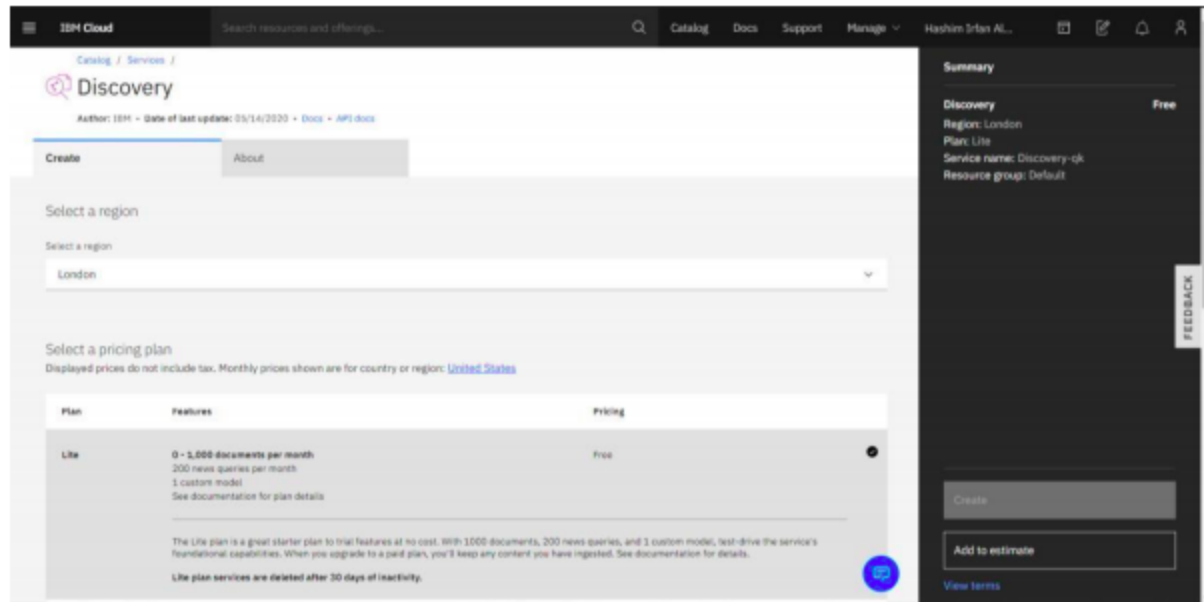 IBM Cloud
Search resources and offerings...
Catalog
Docs
Support
Manage
Hashim Irfan Al...
Catalog / Services /
Discovery
Author: IBM • Date of last update: 05/14/2020 • Docs • API docs
Create
About
Select a region
Select a region
London
Select a pricing plan
Displayed prices do not include tax. Monthly prices shown are for country or region: United States
Plan
Features
Pricing
Lite
0 - 1,000 documents per month
Free
200 news queries per month
1 custom model
See documentation for plan details
The Lite plan is a great starter plan to trial features at no cost. With 1000 documents, 200 news queries, and 1 custom model, test-drive the service's
foundational capabilities. When you upgrade to a paid plan, you'll keep any content you have ingested. See documentation for details.
Lite plan services are deleted after 30 days of inactivity.
Summary
Discovery
Free
Region: London
Plan: Lite
Service name: Discovery-qk
Resource group: Default
FEEDBACK
Create
Add to estimate
View terms